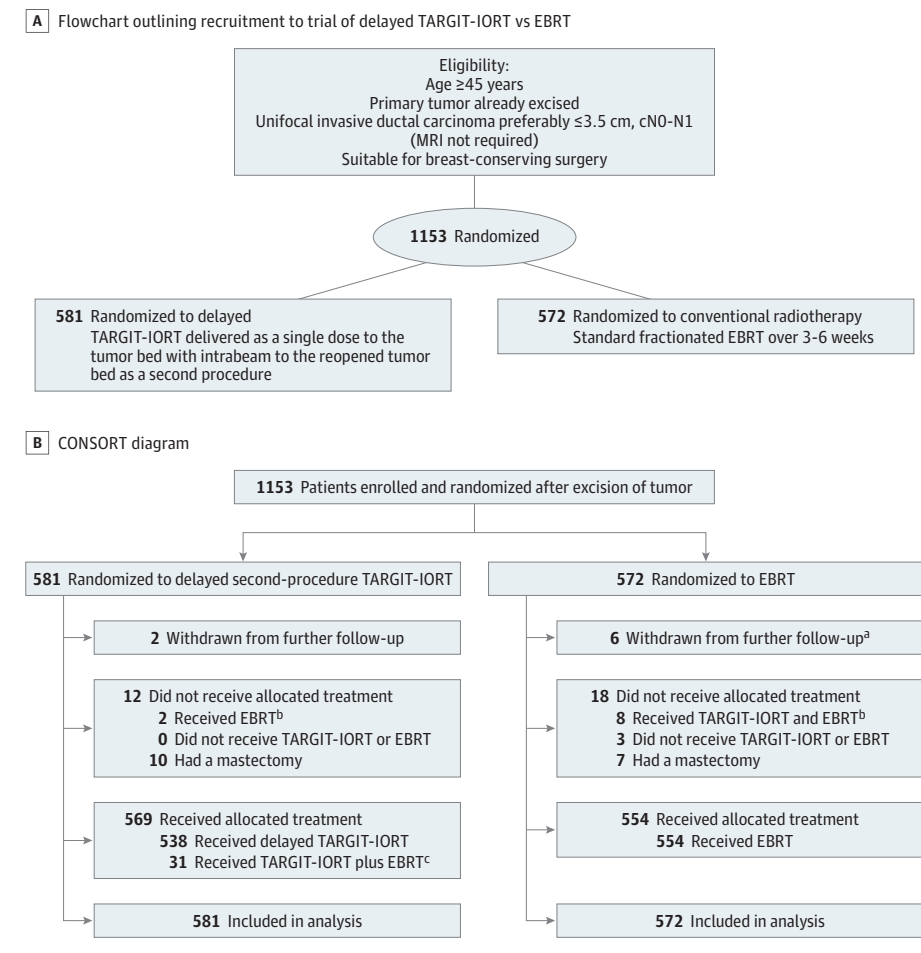 A Flowchart outlining recruitment to trial of delayed TARGIT-IORT vs EBRT
Eligibility:
Age ≥45 years
Primary tumor already excised
Unifocal invasive ductal carcinoma preferably ≤3.5 cm, cN0-N1
(MRI not required)
Suitable for breast-conserving surgery
1153 Randomized
581 Randomized to delayed
TARGIT-IORT delivered as a single dose to the
tumor bed with intrabeam to the reopened tumor
bed as a second procedure
572 Randomized to conventional radiotherapy
Standard fractionated EBRT over 3-6 weeks
B CONSORT diagram
1153 Patients enrolled and randomized after excision of tumor
581 Randomized to delayed second-procedure TARGIT-IORT
2 Withdrawn from further follow-up
12 Did not receive allocated treatment
2 Received EBRTᵇ
0 Did not receive TARGIT-IORT or EBRT
10 Had a mastectomy
569 Received allocated treatment
538 Received delayed TARGIT-IORT
31 Received TARGIT-IORT plus EBRTᶜ
581 Included in analysis
572 Randomized to EBRT
6 Withdrawn from further follow-upᵃ
18 Did not receive allocated treatment
8 Received TARGIT-IORT and EBRTᵇ
3 Did not receive TARGIT-IORT or EBRT
7 Had a mastectomy
554 Received allocated treatment
554 Received EBRT
572 Included in analysis